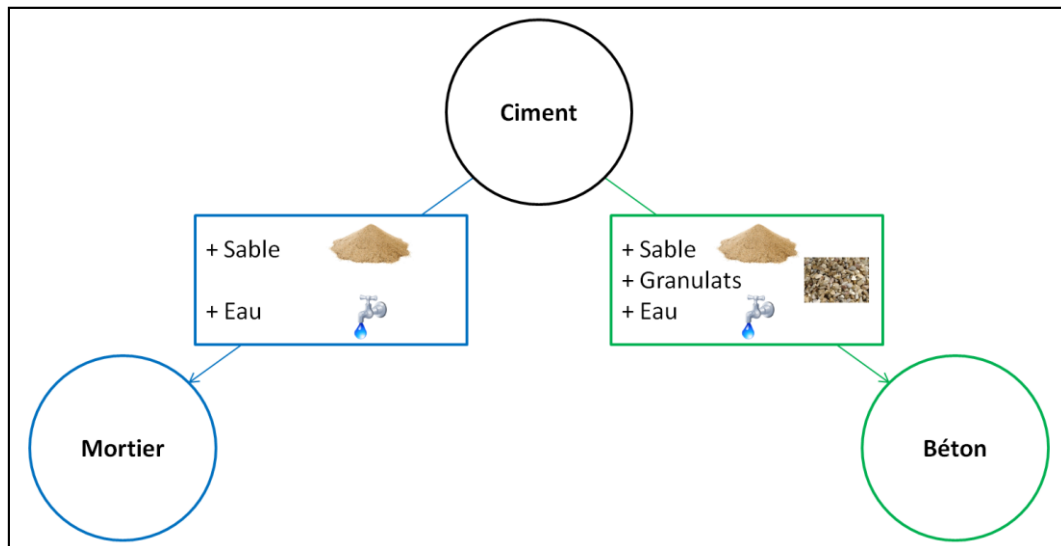 Ciment
+ Sable
+ Eau
+ Sable
+ Granulats
+ Eau
Mortier
Béton